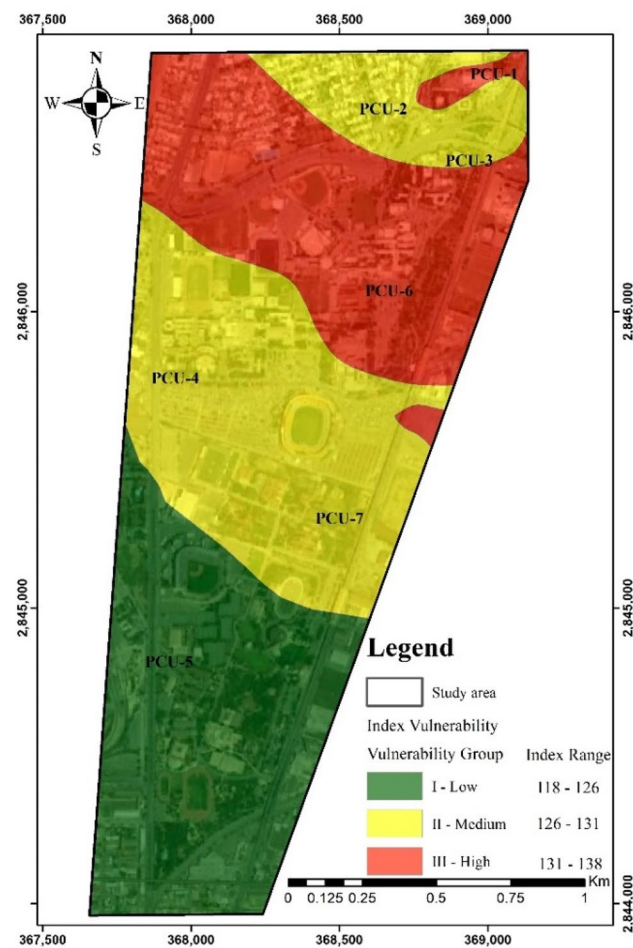 367,500 368,000 368,500 369,000
N
W E
S
PCU-1
PCU-2
PCU-3
PCU-6
2,846,000 2,846,000
PCU-4
PCU-7
2,845,000 2,845,000
PCU-5
Legend
Study area
Index Vulnerability
Vulnerability Group Index Range
I - Low 118 - 126
II - Medium 126 - 131
III - High 131 - 138
Km
0 0.125 0.25 0.5 0.75 1
2,844,000
367,500 368,000 368,500 369,000